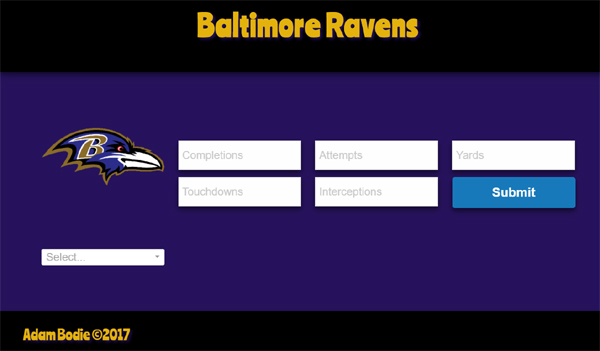 Baltimore Ravens
B
Completions Attempts Yards
Touchdowns Interceptions Submit
Select...
Adam Bodie ©2017